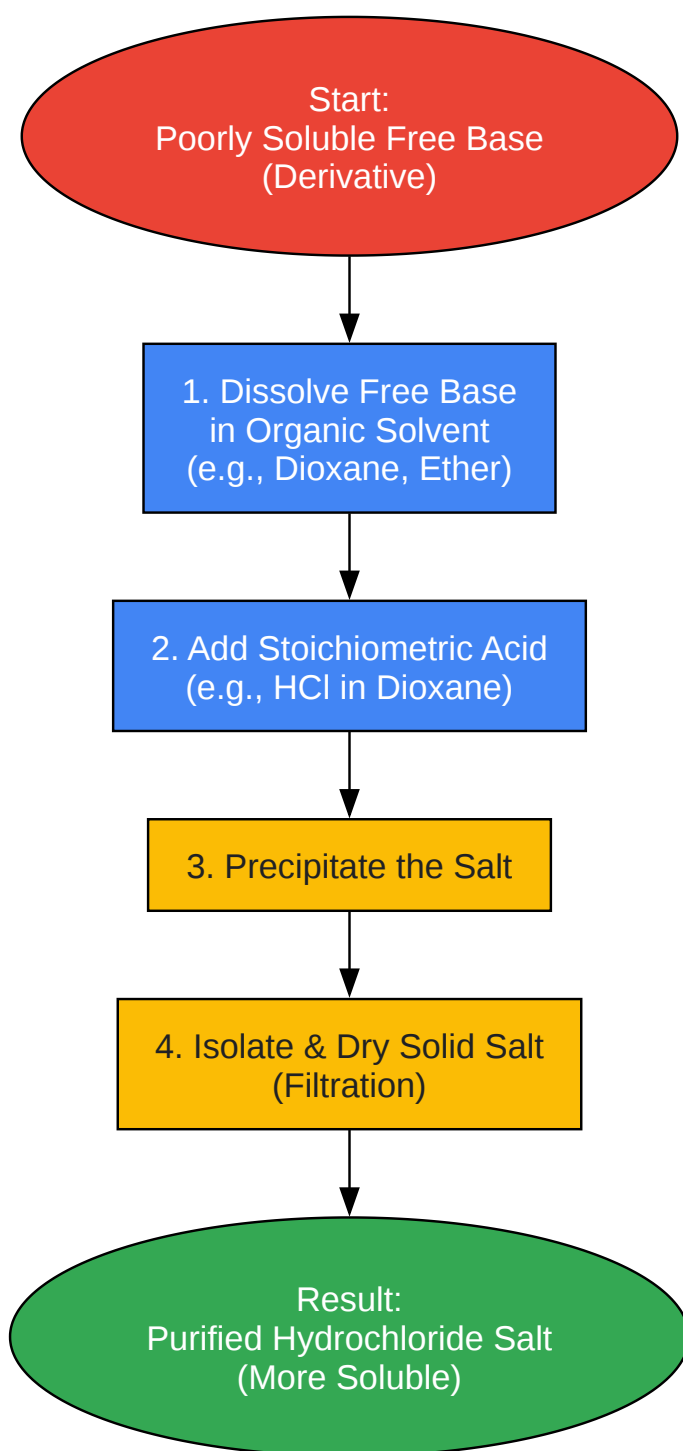 Start:
Poorly Soluble Free Base
(Derivative)
1. Dissolve Free Base
in Organic Solvent
(e.g., Dioxane, Ether)
2. Add Stoichiometric Acid
(e.g., HCl in Dioxane)
3. Precipitate the Salt
4. Isolate & Dry Solid Salt
(Filtration)
Result:
Purified Hydrochloride Salt
(More Soluble)